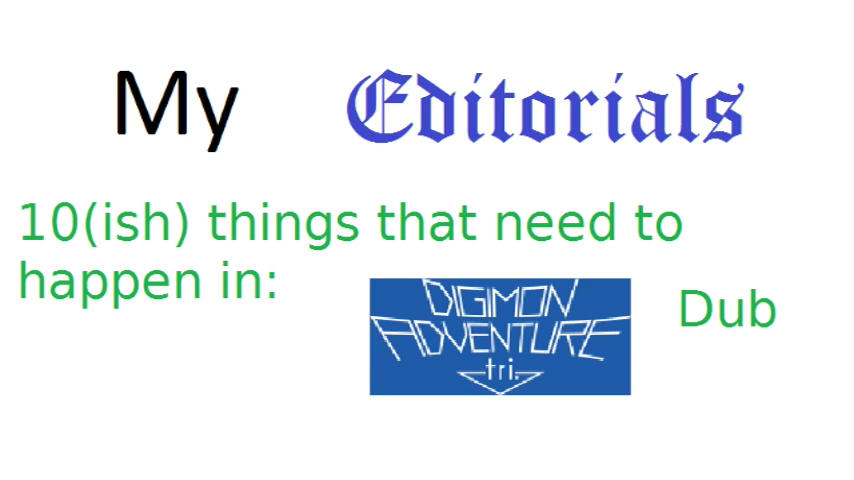 My Editorials
10(ish) things that need to
happen in:
DIGIMON
ADVENTURE
tri.
Dub